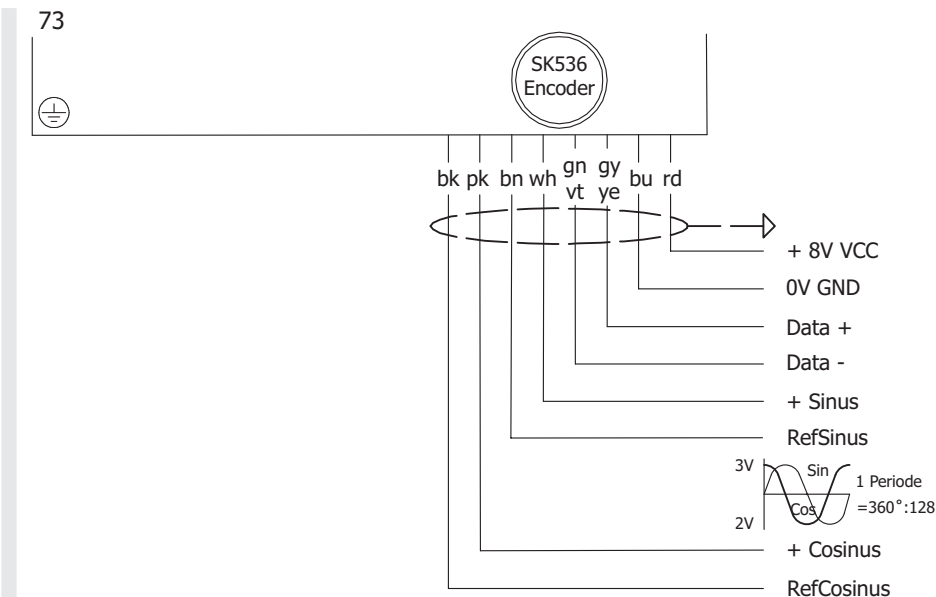 73
SK536
Encoder
bk pk bn wh gn gy bu rd
vt ye
+ 8V VCC
0V GND
Data +
Data -
+ Sinus
RefSinus
3V
Sin
1 Periode
Cos
=360°:128
2V
+ Cosinus
RefCosinus